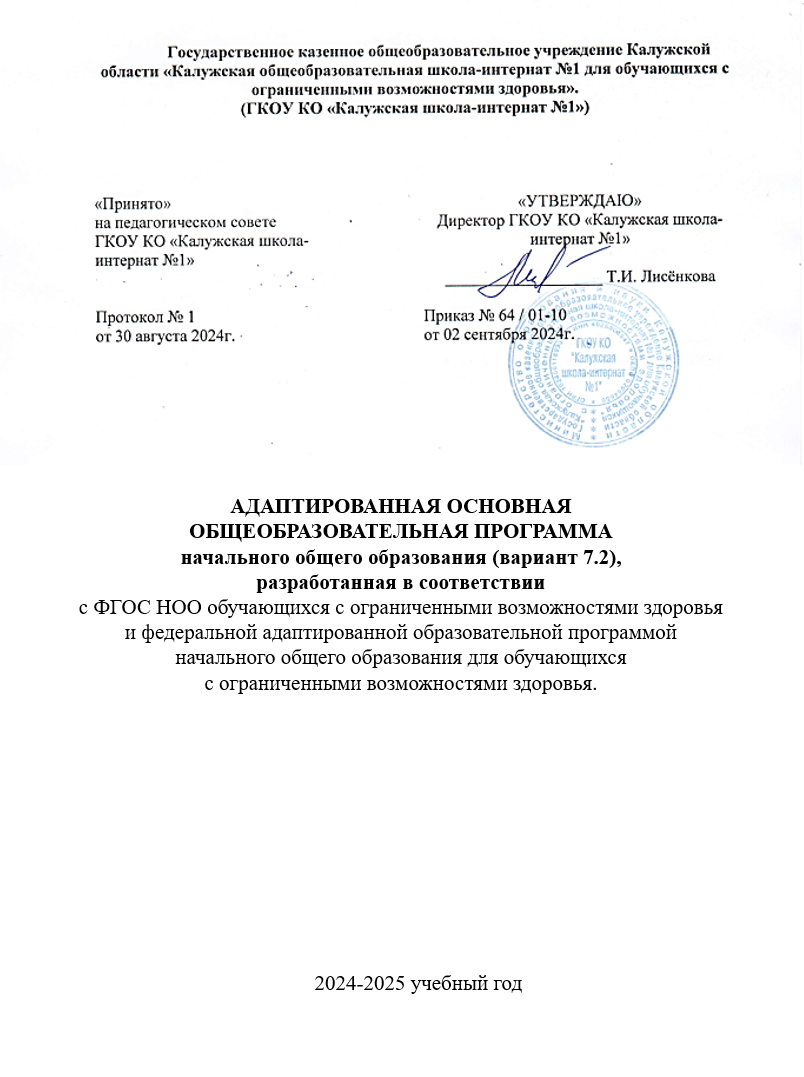 Государственное казенное общеобразовательное учреждение Калужской
области «Калужская общеобразовательная школа-интернат №1 для обучающихся с
ограниченными возможностями здоровья».
(ГКОУ КО «Калужская школа-интернат №1»)
«Принято»
на педагогическом совете
ГКОУ КО «Калужская школа-
интернат №1»
Протокол № 1
от 30 августа 2024г.
«УТВЕРЖДАЮ»
Директор ГКОУ КО «Калужская школа-
интернат №1»
Т.И. Лисёнкова
Приказ № 64 / 01-10
от 02 сентября 2024г.
ГКОУ КО
"Калужская
школа-интернат
№1"
АДАПТИРОВАННАЯ ОСНОВНАЯ
ОБЩЕОБРАЗОВАТЕЛЬНАЯ ПРОГРАММА
начального общего образования (вариант 7.2),
разработанная в соответствии
с ФГОС НОО обучающихся с ограниченными возможностями здоровья
и федеральной адаптированной образовательной программой
начального общего образования для обучающихся
с ограниченными возможностями здоровья.
2024-2025 учебный год